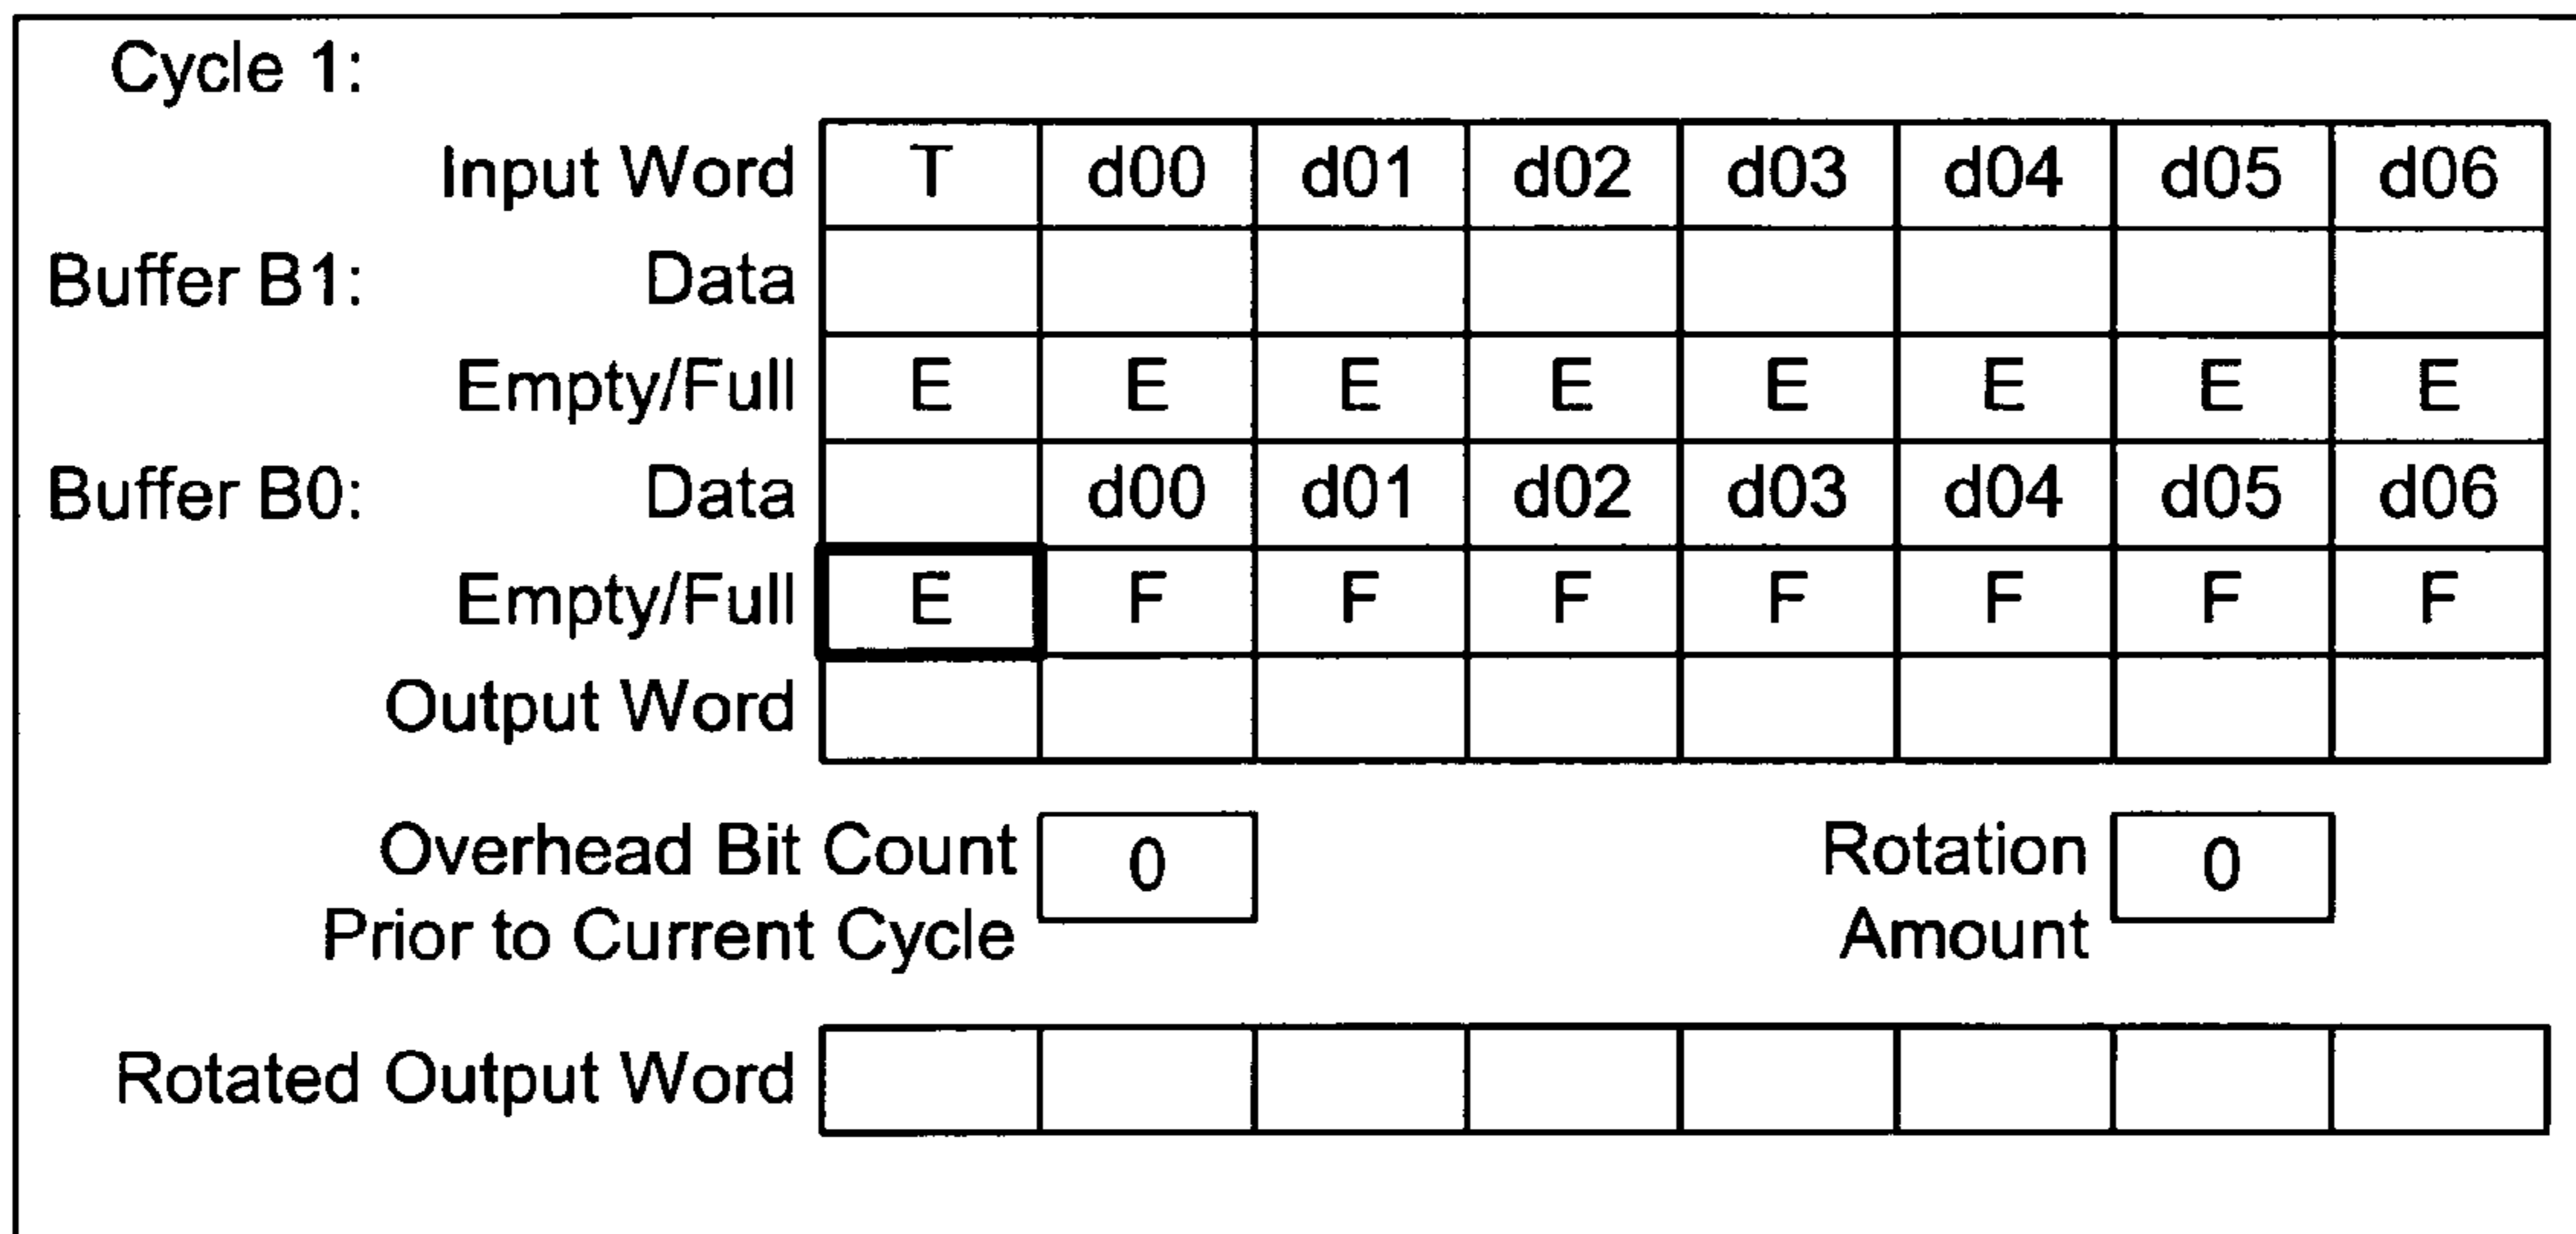 Cycle 1:
Input Word T d00 d01 d02 d03 d04 d05 d06
Buffer B1: Data
Empty/Full E E E E E E E E
Buffer B0: Data d00 d01 d02 d03 d04 d05 d06
Empty/Full E F F F F F F F
Output Word
Overhead Bit Count 0 Rotation 0
Prior to Current Cycle Amount
Rotated Output Word